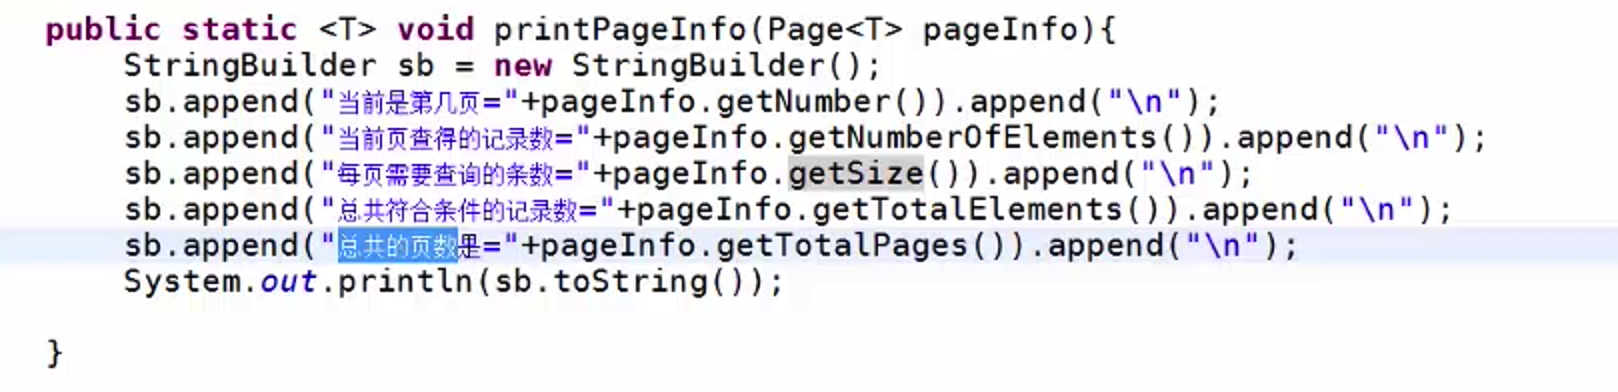 public static <T> void printPageInfo(Page<T> pageInfo){
StringBuilder sb = new StringBuilder();
sb.append("当前是第几页="+pageInfo.getNumber()).append("\n");
sb.append("当前页查得的记录数="+pageInfo.getNumberOfElements()).append("\n");
sb.append("每页需要查询的条数="+pageInfo.getSize()).append("\n");
sb.append("总共符合条件的记录数="+pageInfo.getTotalElements()).append("\n");
sb.append("总共的页数是="+pageInfo.getTotalPages()).append("\n");
System.out.println(sb.toString());
}